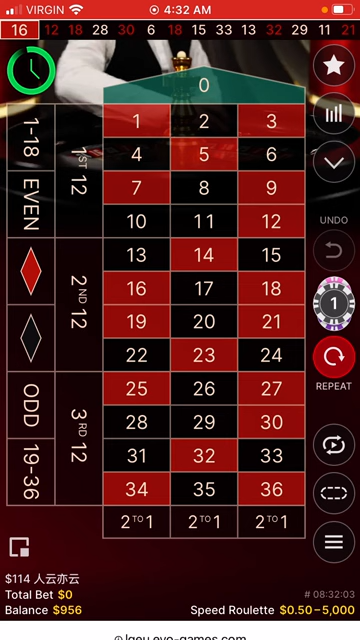 VIRGIN 4:32 AM
16 12 18 28 30 6 18 15 33 13 32 29 11 21
0
1-18 1ST 12 1 2 3
4 5 6
EVEN 7 8 9
10 11 12
UNDO
2ND 12 13 14 15
16 17 18
1
19 20 21
22 23 24
REPEAT
ODD 3RD 12 25 26 27
28 29 30
19-36 31 32 33
34 35 36
2TO1 2TO1 2TO1
$114 人云亦云
Total Bet $0 # 08:32:03
Balance $956 Speed Roulette $0.50-5,000
lgeu.evo-games.com